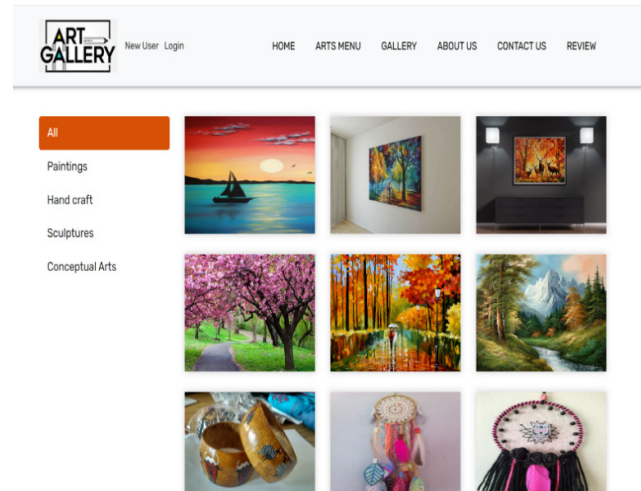 ART
GALLERY
New User Login
HOME ARTS MENU GALLERY ABOUT US CONTACT US REVIEW
All
Paintings
Hand craft
Sculptures
Conceptual Arts